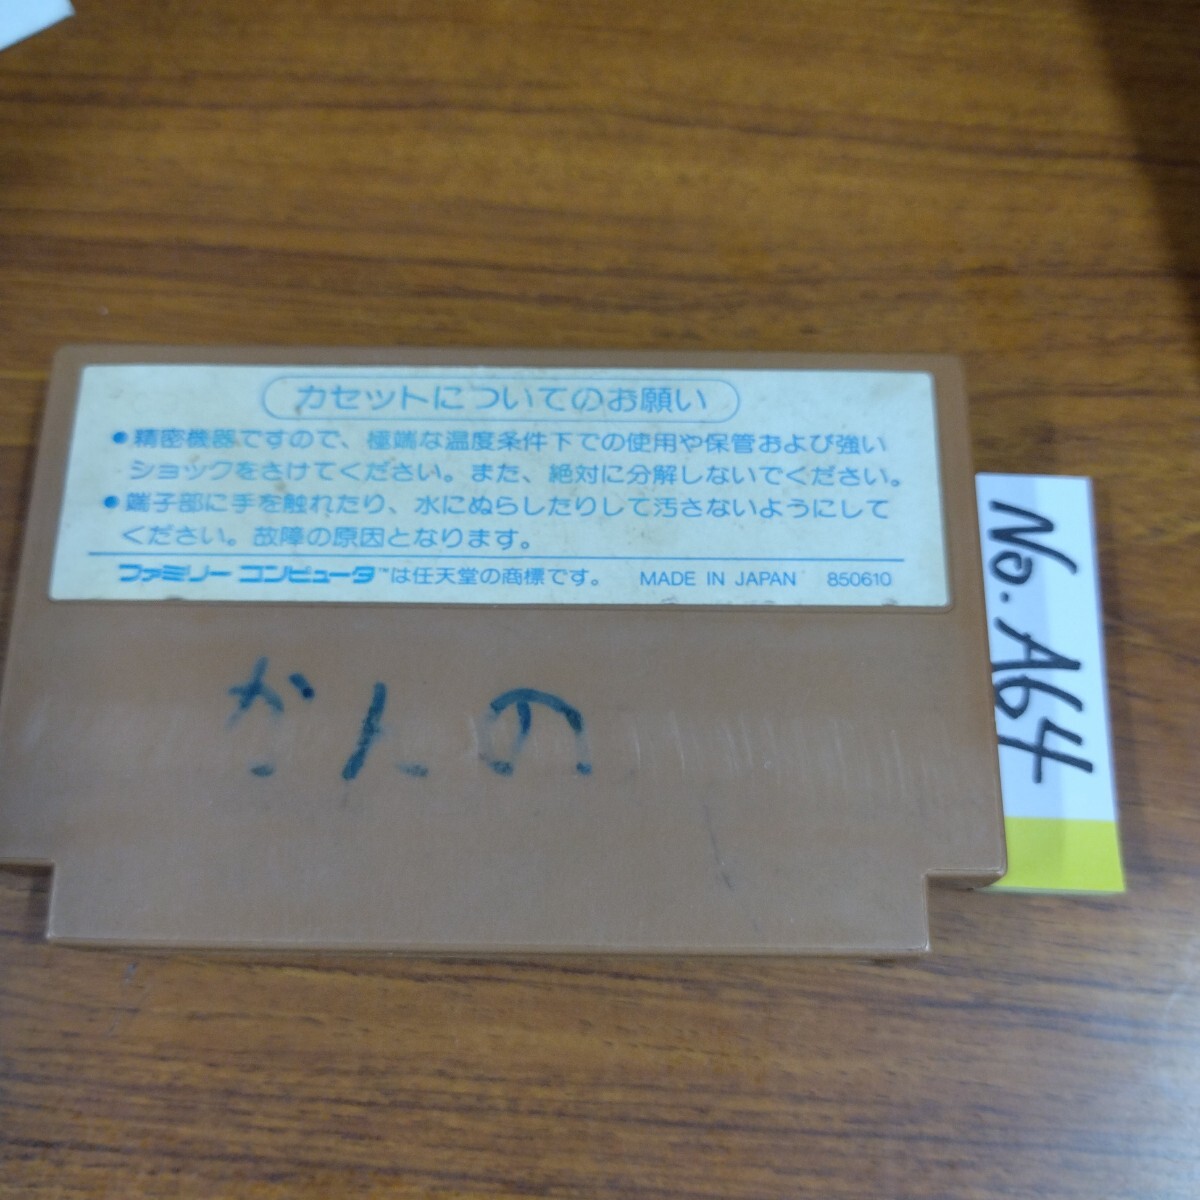 カセットについてのお願い
●精密機器ですので、極端な温度条件下での使用や保管および強い
ショックをさけてください。また、絶対に分解しないでください。
●端子部に手を触れたり、水にぬらしたりして汚さないようにして
ください。故障の原因となります。
ファミリーコンピュータ™は任天堂の商標です。 MADE IN JAPAN 850610
かんの
No. A64